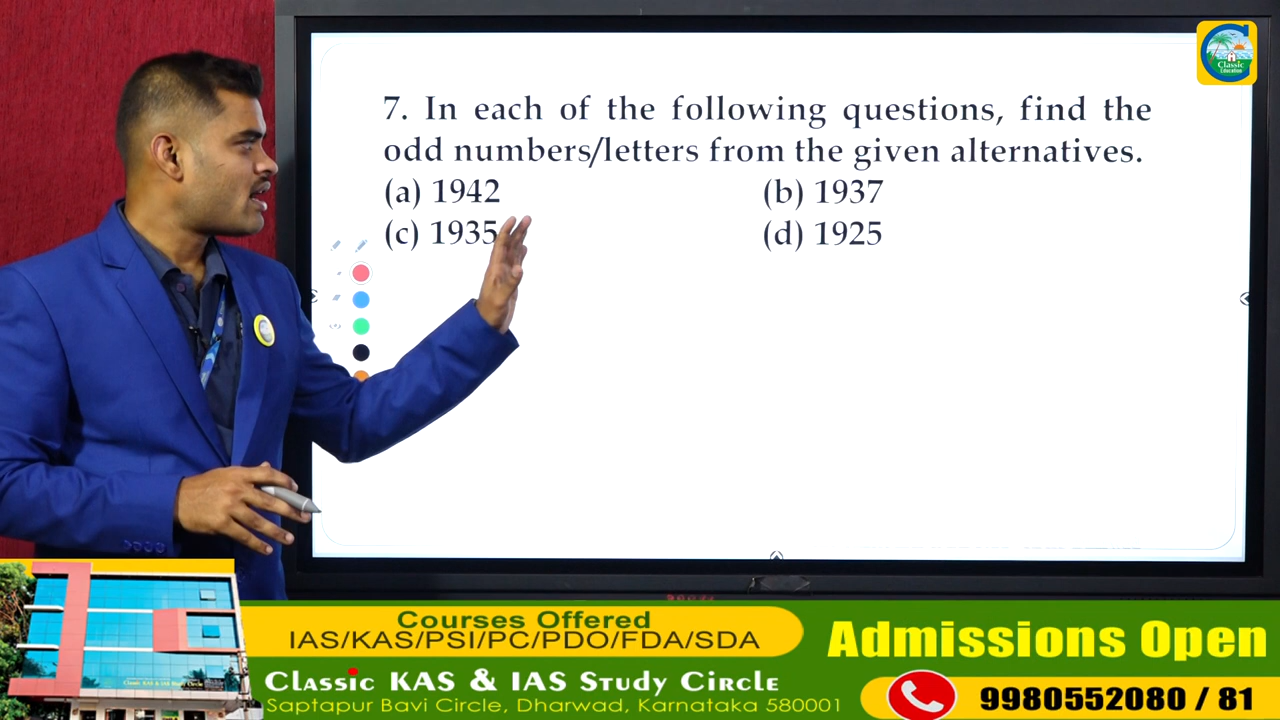 Classic
Education
7. In each of the following questions, find the
odd numbers/letters from the given alternatives.
(a) 1942 (b) 1937
(c) 1935 (d) 1925
Courses Offered
IAS/KAS/PSI/PC/PDO/FDA/SDA
Admissions Open
Classic KAS & IAS Study Circle
Saptapur Bavi Circle, Dharwad, Karnataka 580001
9980552080 / 81